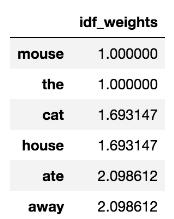 idf_weights
mouse 1.000000
the 1.000000
cat 1.693147
house 1.693147
ate 2.098612
away 2.098612